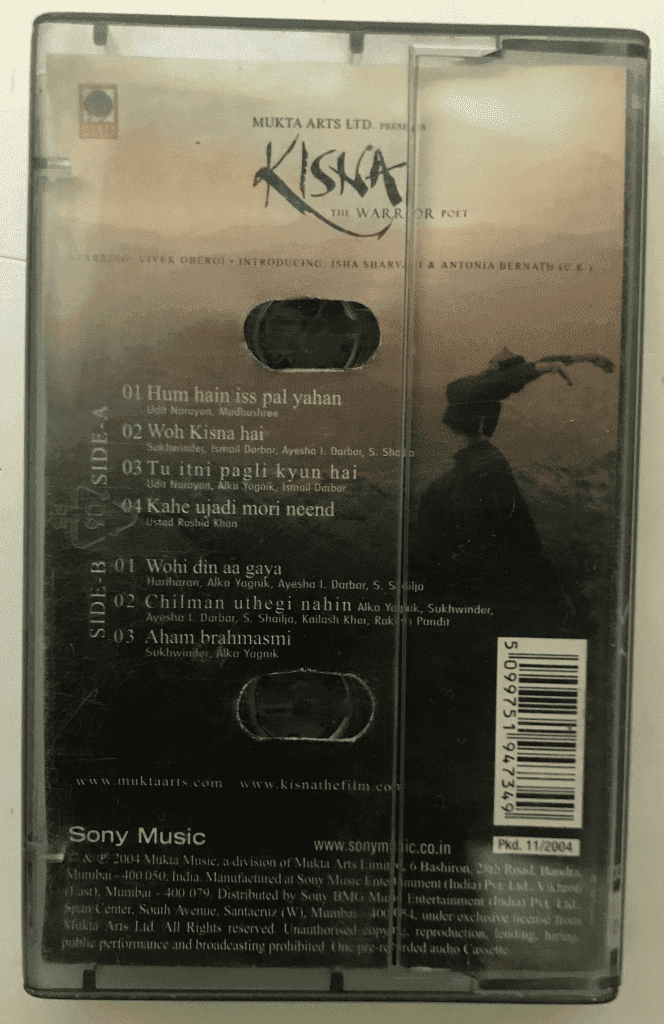 MUKTA ARTS LTD. PRESENTS
KISNA
THE WARRIOR POET
STARRING: VIVEK OBEROI • INTRODUCING: ISHA SHARVANI & ANTONIA BERNATH (U.K.)
SIDE-A
01 Hum hain iss pal yahan
Udit Narayan, Madhushree
02 Woh Kisna hai
Sukhwinder, Ismail Darbar, Ayesha I. Darbar, S. Shailja
03 Tu itni pagli kyun hai
Udit Narayan, Alka Yagnik, Ismail Darbar
04 Kahe ujadi mori neend
Ustad Rashid Khan
SIDE-B
01 Wohi din aa gaya
Hariharan, Alka Yagnik, Ayesha I. Darbar, S. Shailja
02 Chilman uthegi nahin Alka Yagnik, Sukhwinder,
Ayesha I. Darbar, S. Shailja, Kailash Kher, Rakesh Pandit
03 Aham brahmasmi
Sukhwinder, Alka Yagnik
5 099751 947349
www.muktaarts.com www.kisnathefilm.com
Sony Music
www.sonymusic.co.in
Pkd. 11/2004
© & ℗ 2004 Mukta Music, a division of Mukta Arts Limited, 6 Bashiron, 28th Road, Bandra,
Mumbai - 400 050, India. Manufactured at Sony Music Entertainment (India) Pvt. Ltd., Vikhroli
(East), Mumbai - 400 079. Distributed by Sony BMG Music Entertainment (India) Pvt. Ltd.,
Span Center, South Avenue, Santacruz (W), Mumbai - 400 054, under exclusive license from
Mukta Arts Ltd. All Rights reserved. Unauthorised copying, reproduction, lending, hiring,
public performance and broadcasting prohibited. One pre-recorded audio Cassette.